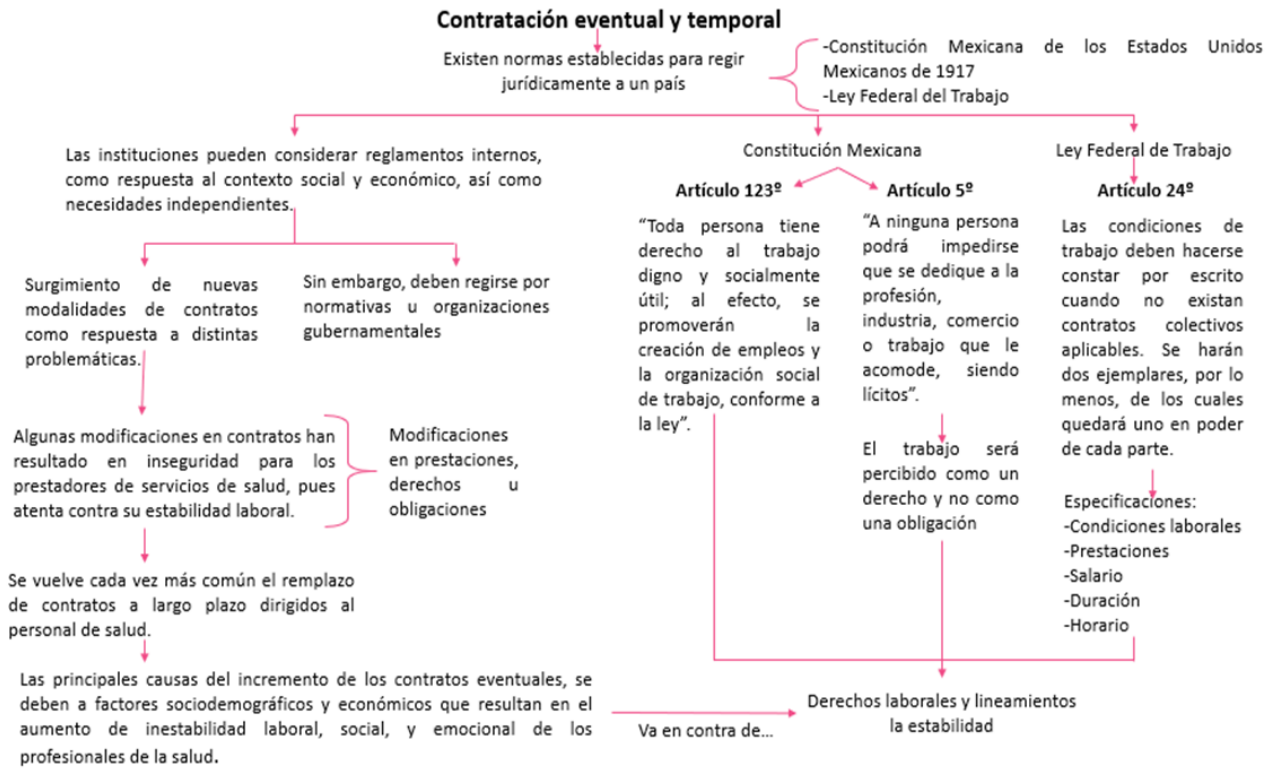 Contratación eventual y temporal
Existen normas establecidas para regir
jurídicamente a un país
-Constitución Mexicana de los Estados Unidos
Mexicanos de 1917
-Ley Federal del Trabajo
Las instituciones pueden considerar reglamentos internos,
como respuesta al contexto social y económico, así como
necesidades independientes.
Surgimiento de nuevas
modalidades de contratos
como respuesta a distintas
problemáticas.
Sin embargo, deben regirse por
normativas u organizaciones
gubernamentales
Algunas modificaciones en contratos han
resultado en inseguridad para los
prestadores de servicios de salud, pues
atenta contra su estabilidad laboral.
Modificaciones
en prestaciones,
derechos u
obligaciones
Se vuelve cada vez más común el remplazo
de contratos a largo plazo dirigidos al
personal de salud.
Las principales causas del incremento de los contratos eventuales, se
deben a factores sociodemográficos y económicos que resultan en el
aumento de inestabilidad laboral, social, y emocional de los
profesionales de la salud.
Va en contra de...
Constitución Mexicana
Artículo 123º
“Toda persona tiene
derecho al trabajo
digno y socialmente
útil; al efecto, se
promoverán la
creación de empleos y
la organización social
de trabajo, conforme a
la ley”.
Artículo 5º
“A ninguna persona
podrá impedirse
que se dedique a la
profesión,
industria, comercio
o trabajo que le
acomode, siendo
lícitos”.
El trabajo será
percibido como un
derecho y no como
una obligación
Ley Federal de Trabajo
Artículo 24º
Las condiciones de
trabajo deben hacerse
constar por escrito
cuando no existan
contratos colectivos
aplicables. Se harán
dos ejemplares, por lo
menos, de los cuales
quedará uno en poder
de cada parte.
Especificaciones:
-Condiciones laborales
-Prestaciones
-Salario
-Duración
-Horario
Derechos laborales y lineamientos
la estabilidad